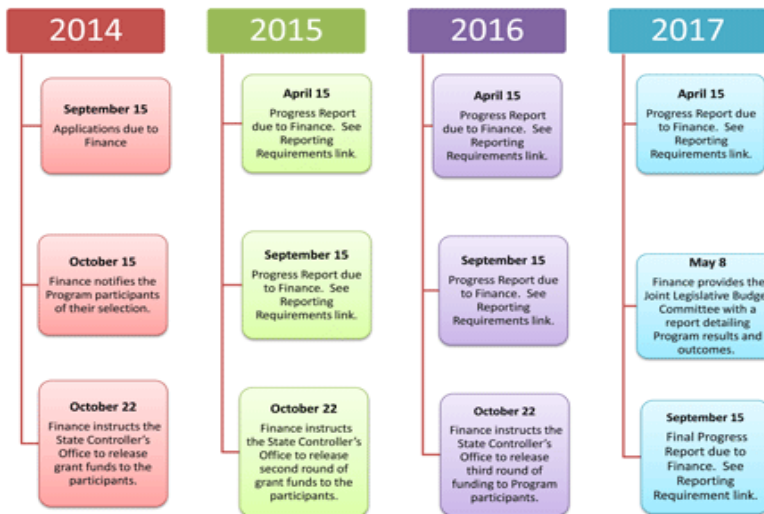 2014
September 15
Applications due to
Finance
October 15
Finance notifies the
Program participants
of their selection.
October 22
Finance instructs the
State Controller's
Office to release
grant funds to the
participants.
2015
April 15
Progress Report
due to Finance. See
Reporting
Requirements link.
September 15
Progress Report due
to Finance. See
Reporting
Requirements link.
October 22
Finance instructs
the State Controller's
Office to release
second round of
grant funds to the
participants.
2016
April 15
Progress Report
due to Finance. See
Reporting
Requirements link.
September 15
Progress Report due
to Finance. See
Reporting
Requirements link.
October 22
Finance instructs the
State Controller's
Office to release
third round of
funding to Program
participants.
2017
April 15
Progress Report due
to Finance. See
Reporting
Requirements link.
May 8
Finance provides the
Joint Legislative Budge
Committee with a
report detailing
Program results and
outcomes.
September 15
Final Progress
Report due to
Finance. See
Reporting
Requirement link.